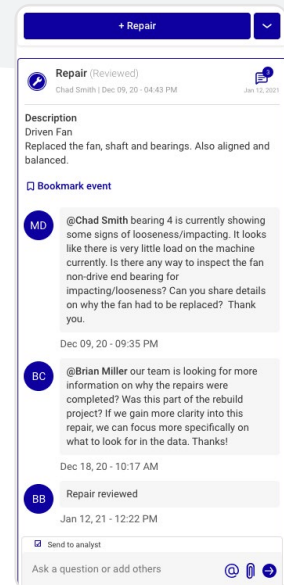 + Repair
Repair (Reviewed)
3
Chad Smith | Dec 09, 20 - 04:43 PM
Jan 12, 2021
Description
Driven Fan
Replaced the fan, shaft and bearings. Also aligned and
balanced.
Bookmark event
MD
@Chad Smith bearing 4 is currently showing
some signs of looseness/impacting. It looks
like there is very little load on the machine
currently. Is there any way to inspect the fan
non-drive end bearing for
impacting/looseness? Can you share details
on why the fan had to be replaced? Thank
you.
Dec 09, 20 - 09:35 PM
BC
@Brian Miller our team is looking for more
information on why the repairs were
completed? Was this part of the rebuild
project? If we gain more clarity into this
repair, we can focus more specifically on
what to look for in the data. Thanks!
Dec 18, 20 - 10:17 AM
BB
Repair reviewed
Jan 12, 21 - 12:22 PM
Send to analyst
Ask a question or add others
@